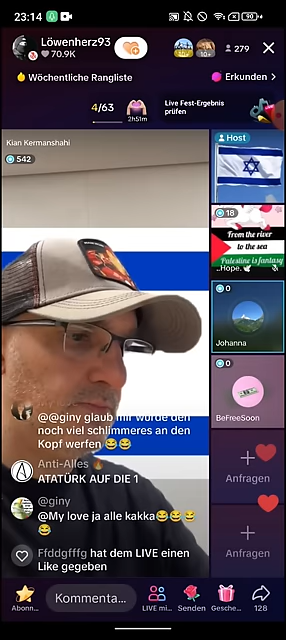 23:14
90
Löwenherz93
70.9K
279
Wöchentliche Rangliste
Erkunden >
4/63
2h51m
Live Fest-Ergebnis
prüfen
Kian Kermanshahi
542
Host
18
From the river
to the sea
Palestine is fantasy
..Hope.
0
Johanna
0
BeFreeSoon
@@giny glaub mir würde den
noch viel schlimmeres an den
Kopf werfen 😂😂
Anti-Alles
ATATÜRK AUF DIE 1
@giny
@My love ja alle kakka😂😂😂
😂
Ffddgfffg hat dem LIVE einen
Like gegeben
Anfragen
Anfragen
Abonn...
Kommenta...
LIVE mi...
Senden
Gesche...
128